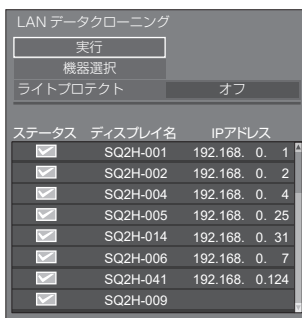 LAN データクローニング
実行
機器選択
ライトプロテクト オフ
ステータス ディスプレイ名 IPアドレス
SQ2H-001 192.168. 0. 1
SQ2H-002 192.168. 0. 2
SQ2H-004 192.168. 0. 4
SQ2H-005 192.168. 0. 25
SQ2H-014 192.168. 0. 31
SQ2H-006 192.168. 0. 7
SQ2H-041 192.168. 0.124
SQ2H-009